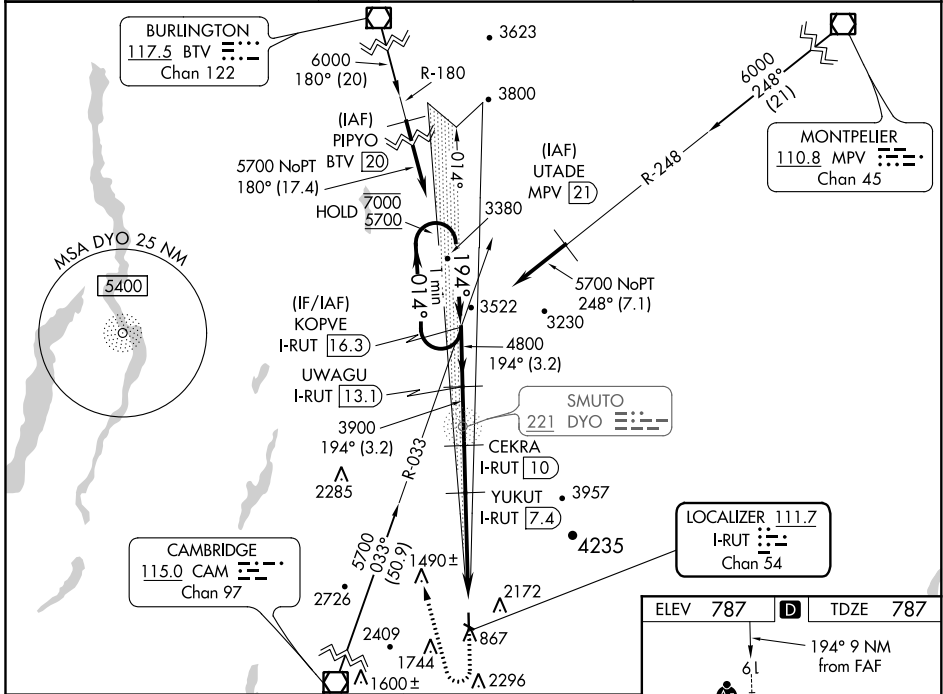 BURLINGTON
117.5 BTV
Chan 122
6000
180° (20)
R-180
3623
3800
6000
248°
(21)
MONTPELIER
110.8 MPV
Chan 45
R-248
(IAF)
PIPYO
BTV 20
5700 NoPT
180° (17.4)
014°
(IAF)
UTADE
MPV 21
HOLD 7000
5700
3380
194°
1 min
014°
5700 NoPT
248° (7.1)
MSA DYO 25 NM
5400
(IF/IAF)
KOPVE
I-RUT 16.3
3522
3230
4800
194° (3.2)
UWAGU
I-RUT 13.1
3900
194° (3.2)
SMUTO
221 DYO
R-033
CEKRA
I-RUT 10
2285
YUKUT
I-RUT 7.4
3957
4235
LOCALIZER 111.7
I-RUT
Chan 54
CAMBRIDGE
115.0 CAM
Chan 97
5700
033°
(50.9)
1490±
2726
2172
2409
1744
867
1600±
2296
ELEV 787 D TDZE 787
194° 9 NM
from FAF
19